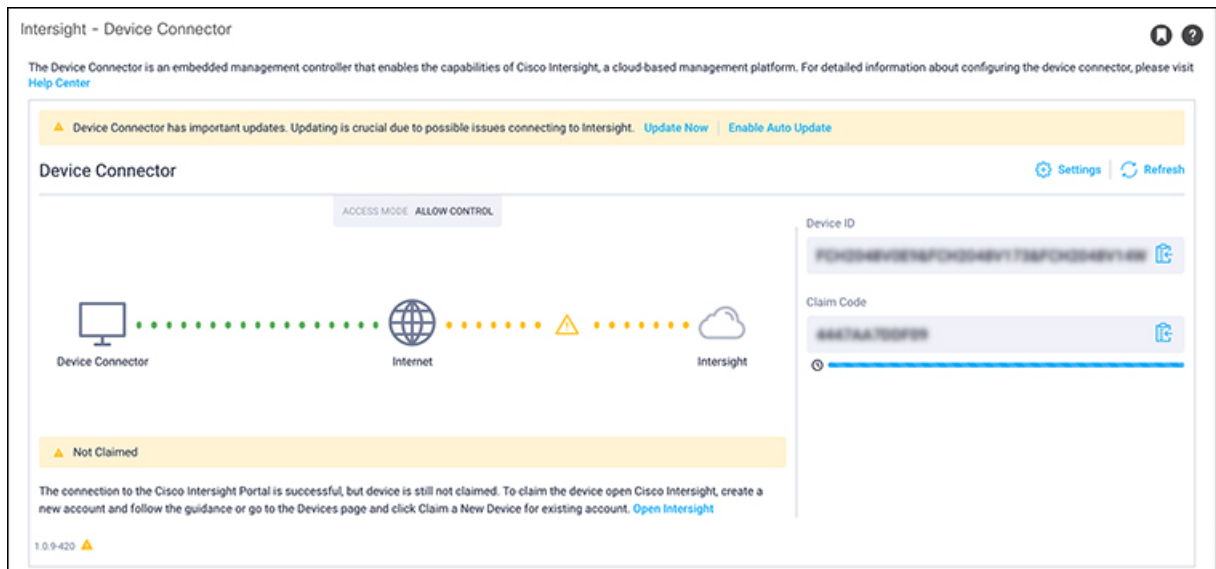 Intersight - Device Connector
The Device Connector is an embedded management controller that enables the capabilities of Cisco Intersight, a cloud-based management platform. For detailed information about configuring the device connector, please visit
Help Center
Device Connector has important updates. Updating is crucial due to possible issues connecting to Intersight. Update Now | Enable Auto Update
Device Connector
Settings | Refresh
ACCESS MODE ALLOW CONTROL
Device Connector
Internet
Intersight
Device ID
Claim Code
Not Claimed
The connection to the Cisco Intersight Portal is successful, but device is still not claimed. To claim the device open Cisco Intersight, create a
new account and follow the guidance or go to the Devices page and click Claim a New Device for existing account. Open Intersight
1.0.9-420